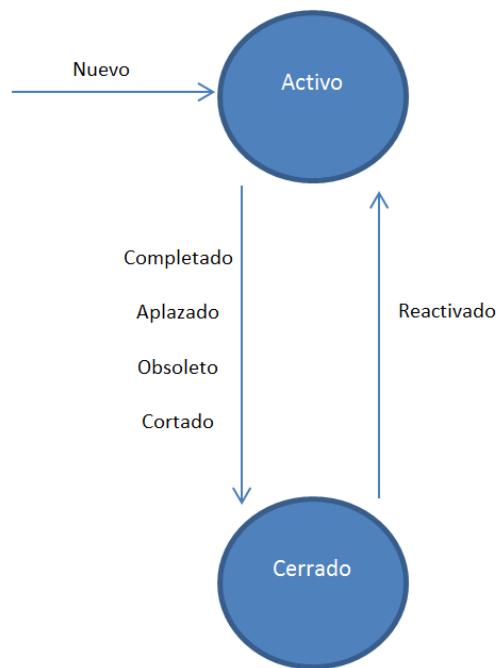 Nuevo
Activo
Completado
Aplazado
Reactivado
Obsoleto
Cortado
Cerrado